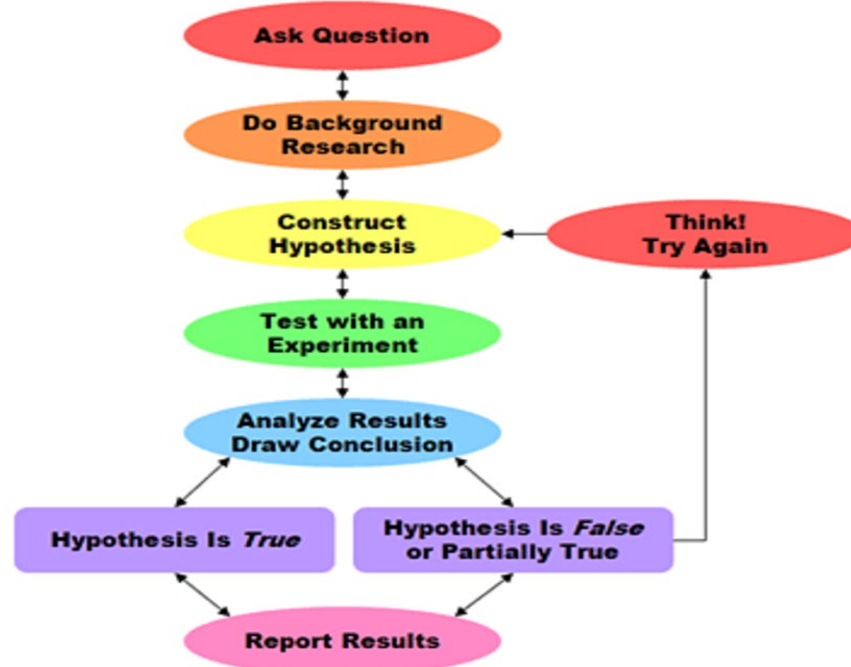 Ask Question
Do Background
Research
Construct
Hypothesis
Think!
Try Again
Test with an
Experiment
Analyze Results
Draw Conclusion
Hypothesis Is True
Hypothesis Is False
or Partially True
Report Results